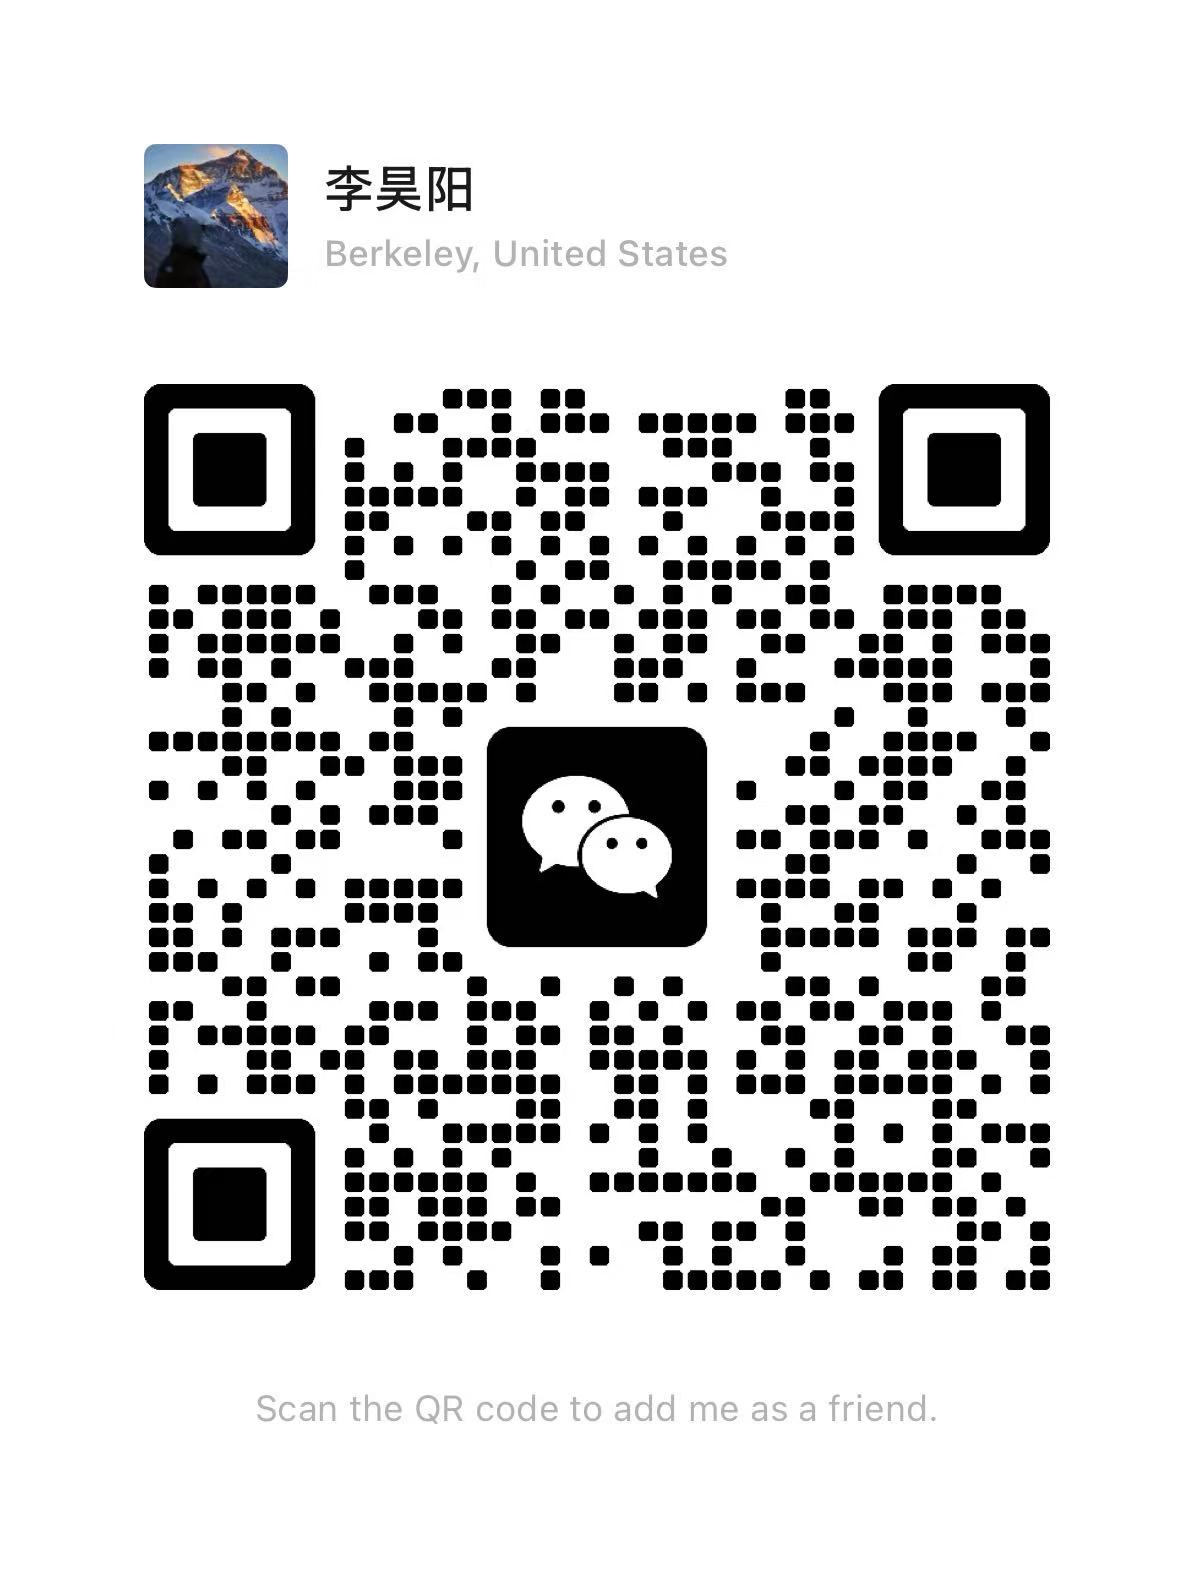 李昊阳
Berkeley, United States
Scan the QR code to add me as a friend.